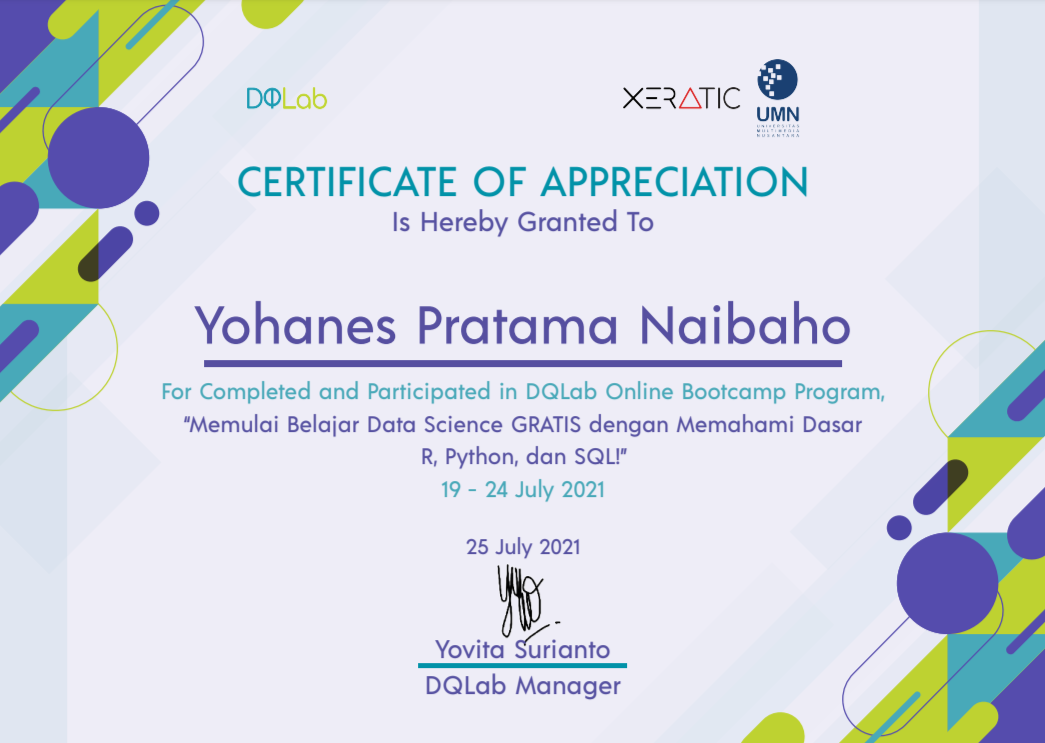 DQLab
XERATIC
UMN
UNIVERSITAS
MULTIMEDIA
NUSANTARA
CERTIFICATE OF APPRECIATION
Is Hereby Granted To
Yohanes Pratama Naibaho
For Completed and Participated in DQLab Online Bootcamp Program,
“Memulai Belajar Data Science GRATIS dengan Memahami Dasar
R, Python, dan SQL!”
19 - 24 July 2021
25 July 2021
Yovita Surianto
DQLab Manager